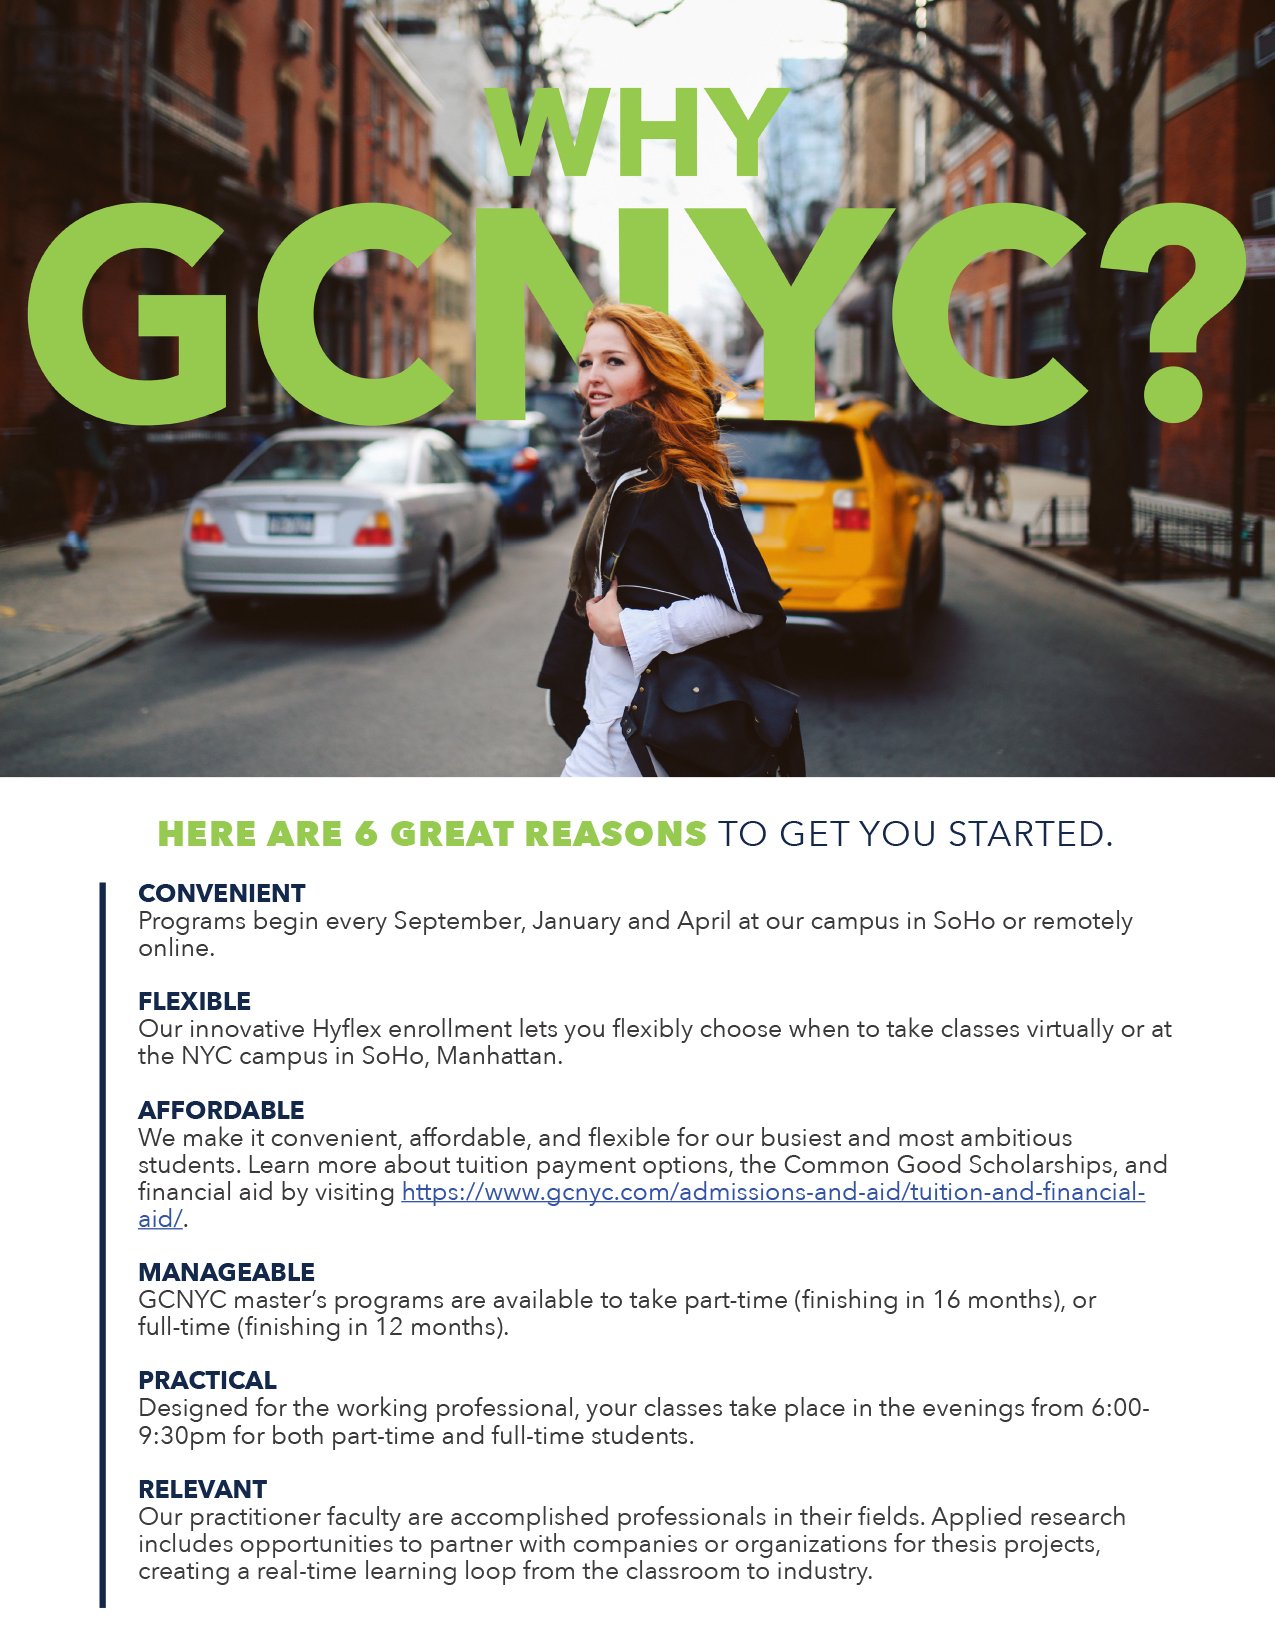 WHY
GCNYC?
HERE ARE 6 GREAT REASONS TO GET YOU STARTED.
CONVENIENT
Programs begin every September, January and April at our campus in SoHo or remotely
online.
FLEXIBLE
Our innovative Hyflex enrollment lets you flexibly choose when to take classes virtually or at
the NYC campus in SoHo, Manhattan.
AFFORDABLE
We make it convenient, affordable, and flexible for our busiest and most ambitious
students. Learn more about tuition payment options, the Common Good Scholarships, and
financial aid by visiting https://www.gcnyc.com/admissions-and-aid/tuition-and-financial-
aid/.
MANAGEABLE
GCNYC master’s programs are available to take part-time (finishing in 16 months), or
full-time (finishing in 12 months).
PRACTICAL
Designed for the working professional, your classes take place in the evenings from 6:00-
9:30pm for both part-time and full-time students.
RELEVANT
Our practitioner faculty are accomplished professionals in their fields. Applied research
includes opportunities to partner with companies or organizations for thesis projects,
creating a real-time learning loop from the classroom to industry.